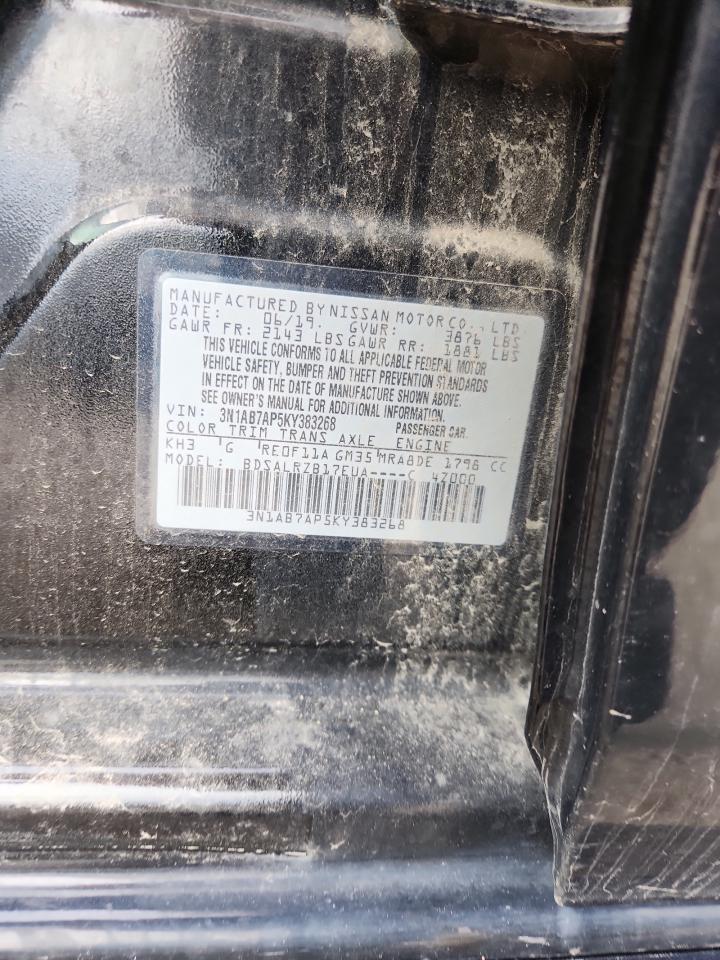 MANUFACTURED BY NISSAN MOTOR CO., LTD.
DATE: 06/19. GVWR: 3876 LBS
GAWR FR: 2143 LBS GAWR RR: 1881 LBS
THIS VEHICLE CONFORMS TO ALL APPLICABLE FEDERAL MOTOR
VEHICLE SAFETY, BUMPER AND THEFT PREVENTION STANDARDS
IN EFFECT ON THE DATE OF MANUFACTURE SHOWN ABOVE.
SEE OWNER'S MANUAL FOR ADDITIONAL INFORMATION.
VIN: 3N1AB7AP5KY383268 PASSENGER CAR.
COLOR TRIM TRANS AXLE ENGINE
KH3 'G 'RE0F11A GM35 'MRA8DE 1798 CC
MODEL: BDSALRZB17EUA----C 4Z000
3N1AB7AP5KY383268